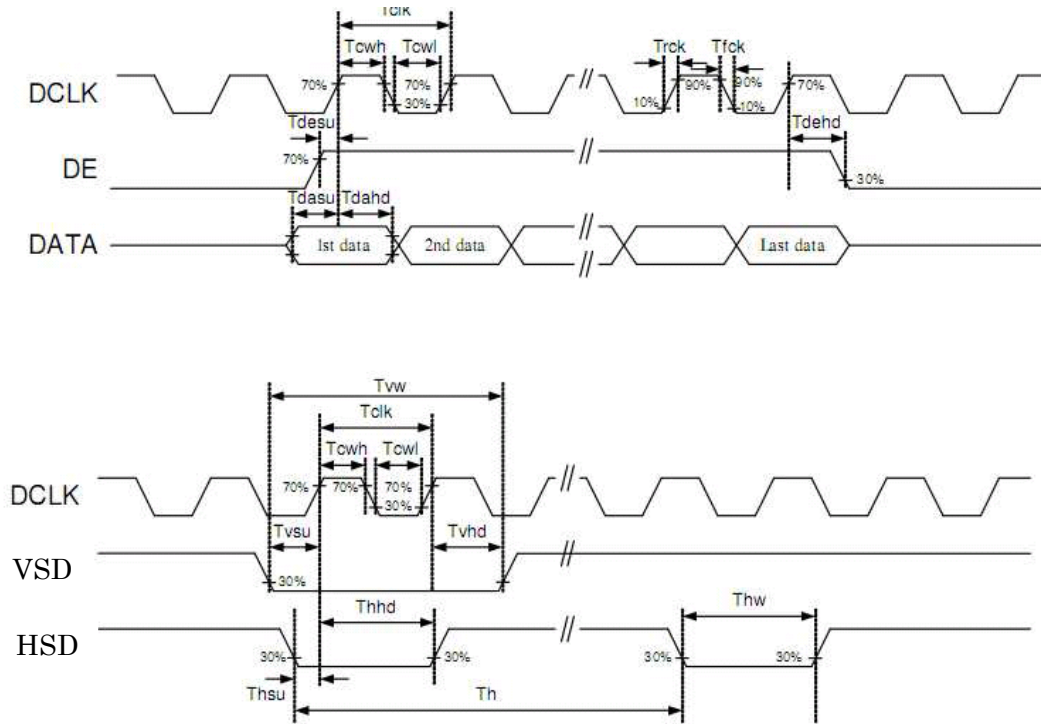 Tclk
Tcwh Tcwl Trck Tfck
DCLK 70% 70% 30% 10% 90% 90% 10% 70%
Tdesu Tdehd
DE 70% 30%
Tdasu Tdahd
DATA 1st data 2nd data Last data
Tvw
Tclk
Tcwh Tcwl
DCLK 70% 70% 70% 30%
Tvsu Tvhd
VSD 30%
Thhd Thw
HSD 30% 30% 30% 30%
Thsu Th